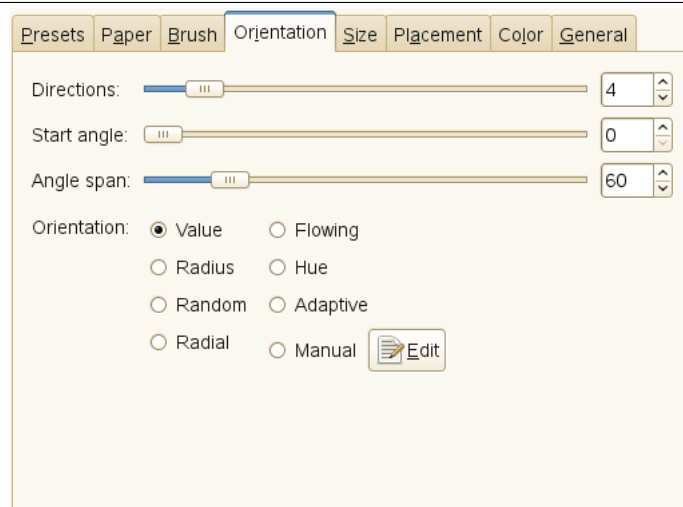 Presets Paper Brush Orientation Size Placement Color General
Directions: 4
Start angle: 0
Angle span: 60
Orientation: Value Flowing
Radius Hue
Random Adaptive
Radial Manual Edit